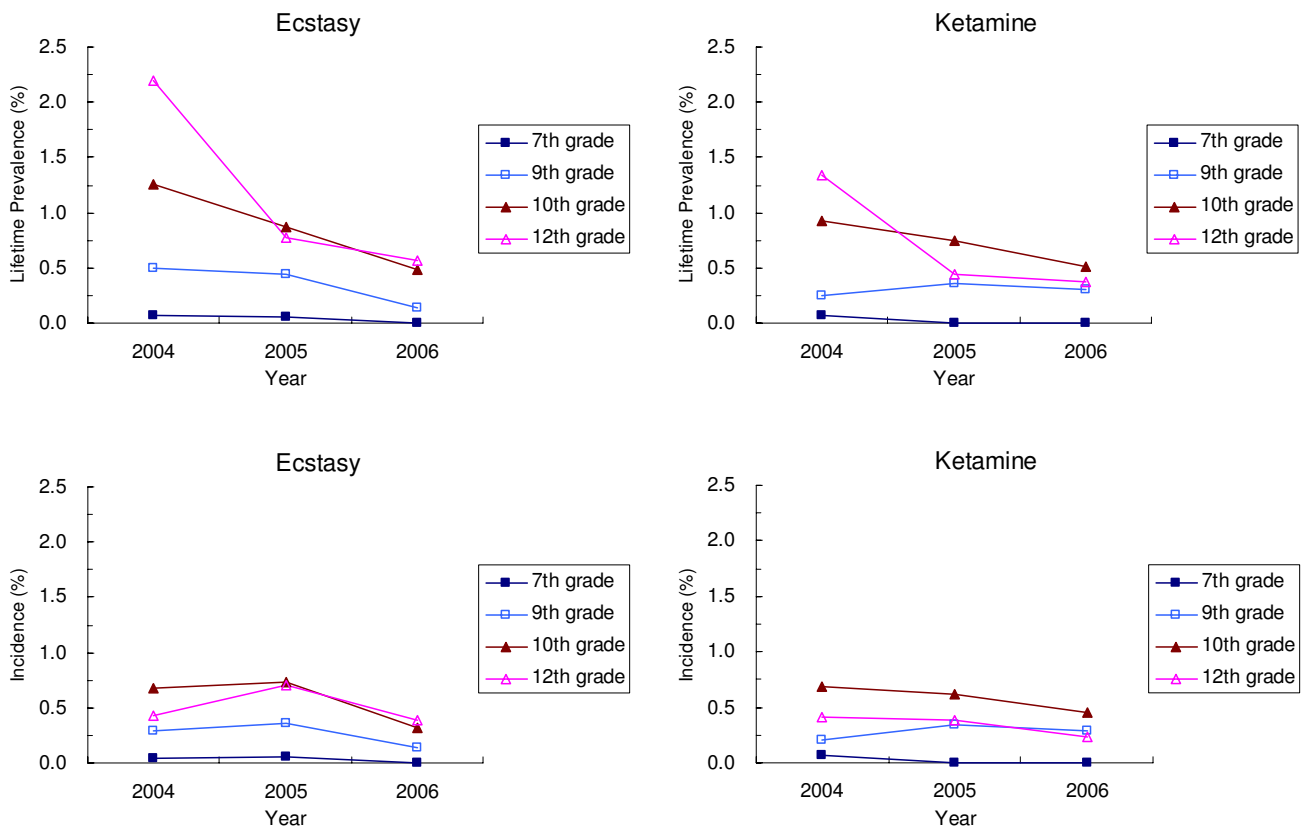 Ecstasy
Lifetime Prevalence (%)
2.5
2.0
1.5
1.0
0.5
0.0
2004 2005 2006
Year
7th grade
9th grade
10th grade
12th grade
Ketamine
Lifetime Prevalence (%)
2.5
2.0
1.5
1.0
0.5
0.0
2004 2005 2006
Year
7th grade
9th grade
10th grade
12th grade
Ecstasy
Incidence (%)
2.5
2.0
1.5
1.0
0.5
0.0
2004 2005 2006
Year
7th grade
9th grade
10th grade
12th grade
Ketamine
Incidence (%)
2.5
2.0
1.5
1.0
0.5
0.0
2004 2005 2006
Year
7th grade
9th grade
10th grade
12th grade